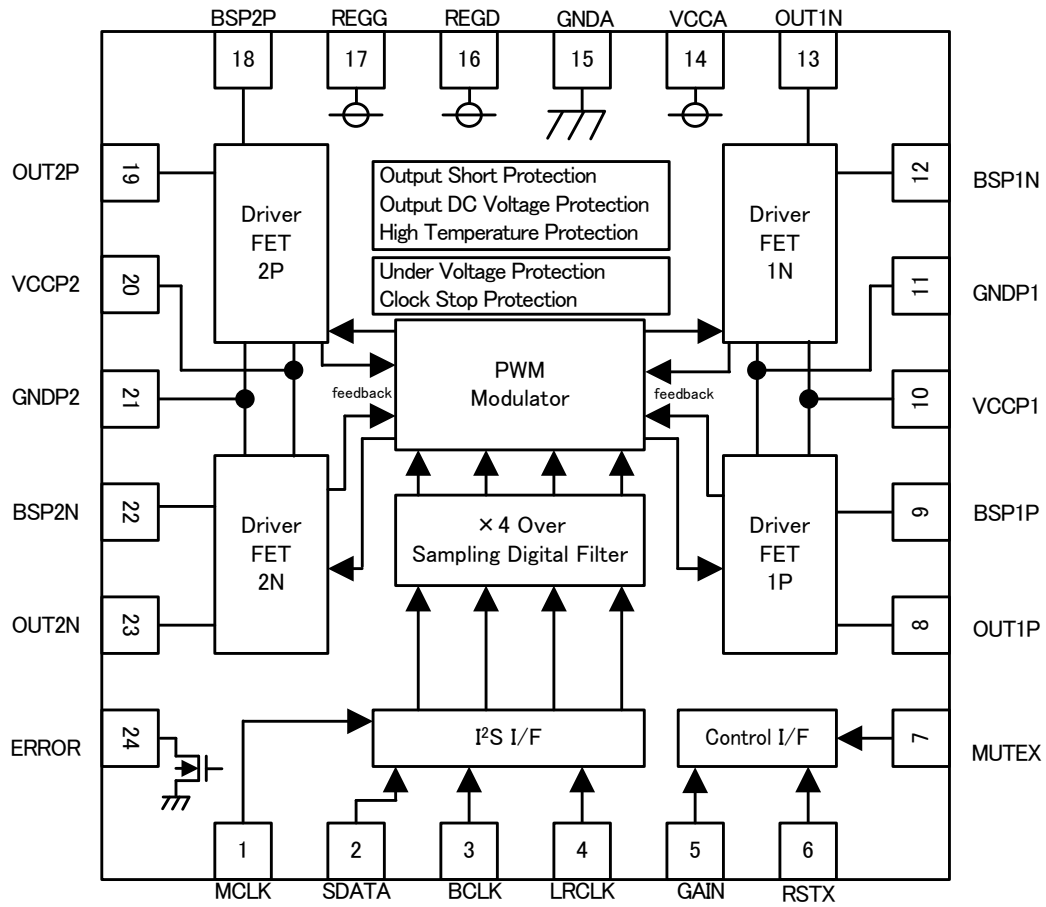 BSP2P REGG REGD GNDA VCCA OUT1N
18 17 16 15 14 13
OUT2P
19
VCCP2
20
GNDP2
21
BSP2N
22
OUT2N
23
ERROR
24
Driver
FET
2P
Output Short Protection
Output DC Voltage Protection
High Temperature Protection
Under Voltage Protection
Clock Stop Protection
Driver
FET
1N
12
BSP1N
11
GNDP1
10
VCCP1
9
BSP1P
8
OUT1P
7
MUTEX
PWM
Modulator
feedback
feedback
Driver
FET
2N
×4 Over
Sampling Digital Filter
Driver
FET
1P
I²S I/F
Control I/F
1 2 3 4 5 6
MCLK SDATA BCLK LRCLK GAIN RSTX